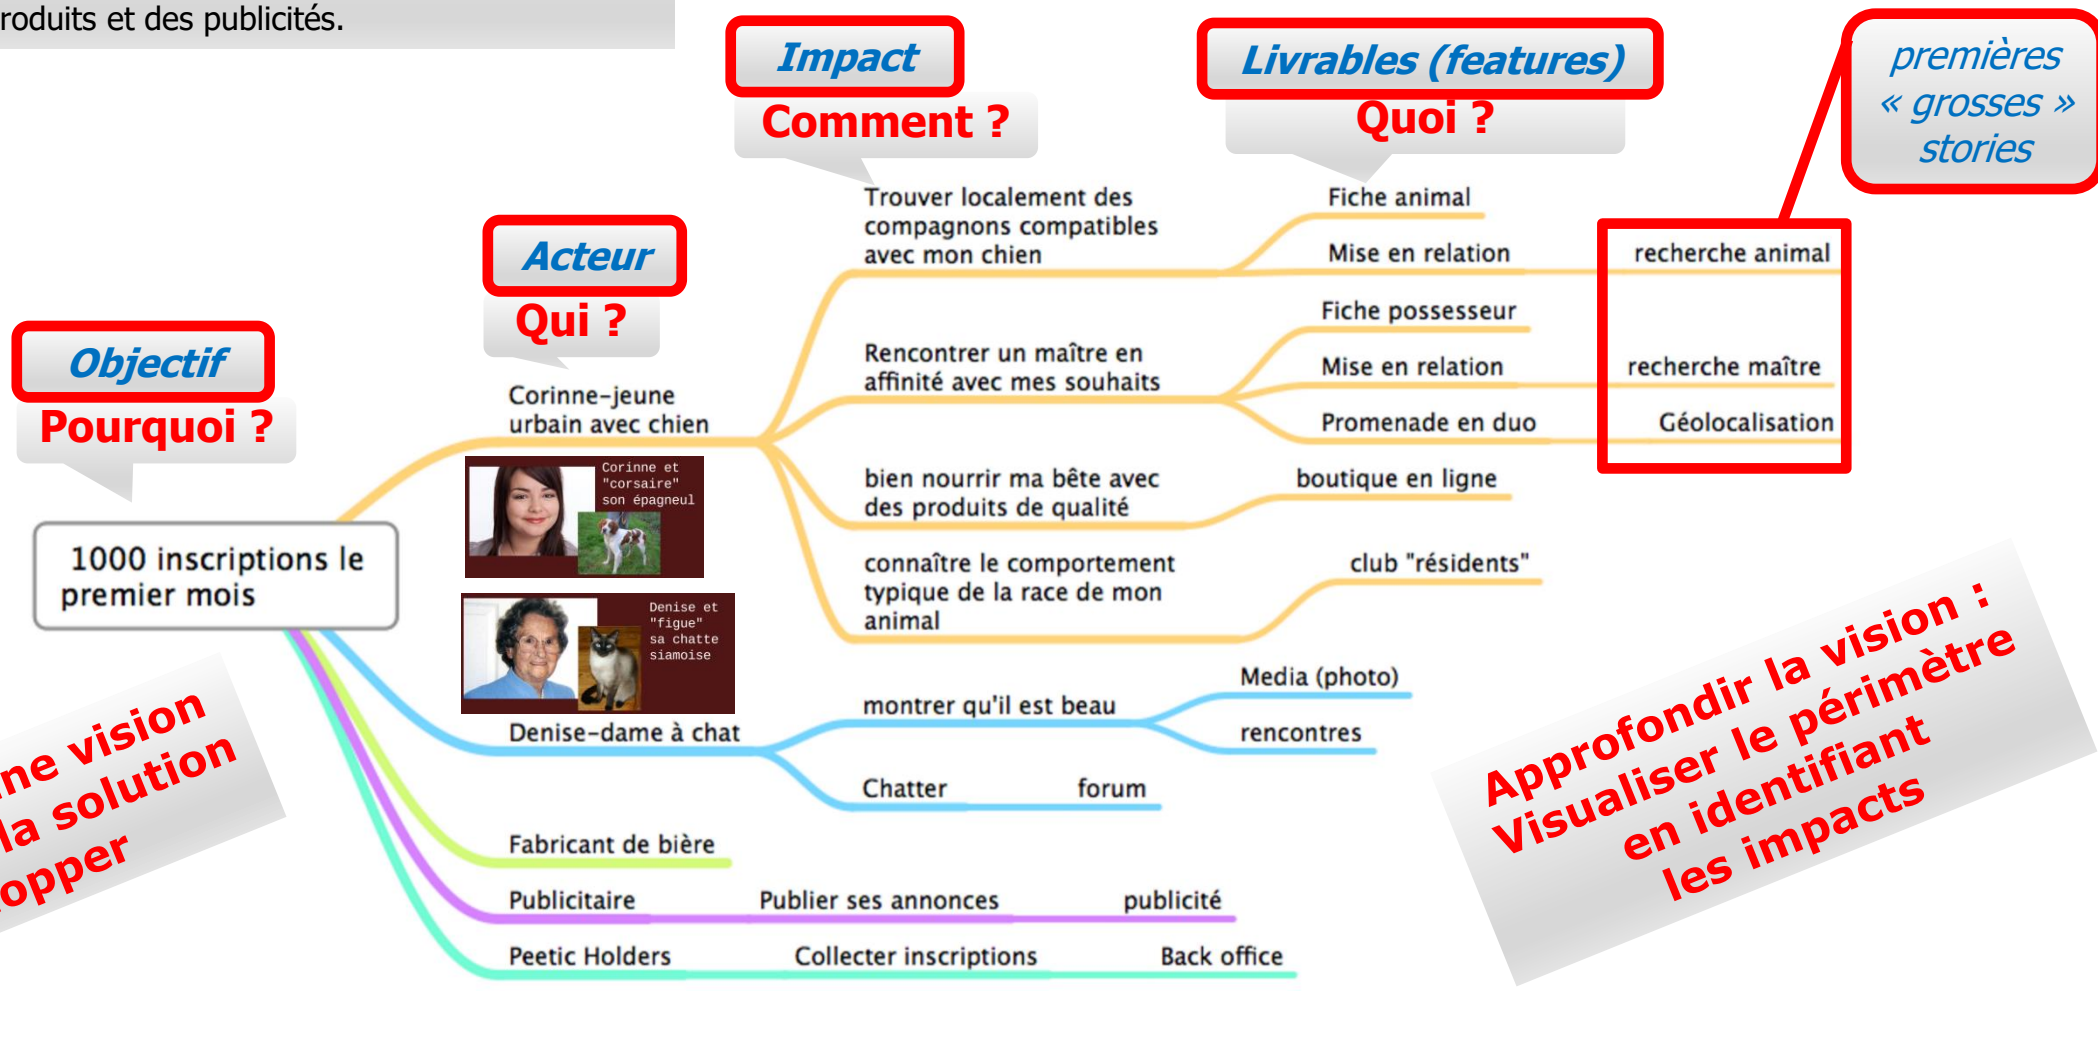 produits et des publicités.
Impact
Comment ?
Livrables (features)
Quoi ?
premières
« grosses »
stories
Acteur
Qui ?
Objectif
Pourquoi ?
1000 inscriptions le
premier mois
Corinne-jeune
urbain avec chien
Corinne et
"corsaire"
son épagneul
Denise et
"figue"
sa chatte
siamoise
Trouver localement des
compagnons compatibles
avec mon chien
Fiche animal
Mise en relation
recherche animal
Rencontrer un maître en
affinité avec mes souhaits
Fiche possesseur
Mise en relation
recherche maître
Promenade en duo
Géolocalisation
bien nourrir ma bête avec
des produits de qualité
boutique en ligne
connaître le comportement
typique de la race de mon
animal
club "résidents"
Denise-dame à chat
montrer qu'il est beau
Media (photo)
rencontres
Chatter
forum
Fabricant de bière
Publicitaire
Publier ses annonces
publicité
Peetic Holders
Collecter inscriptions
Back office
vision
la solution
Approfondir la vision :
Visualiser le périmètre
en identifiant
les impacts